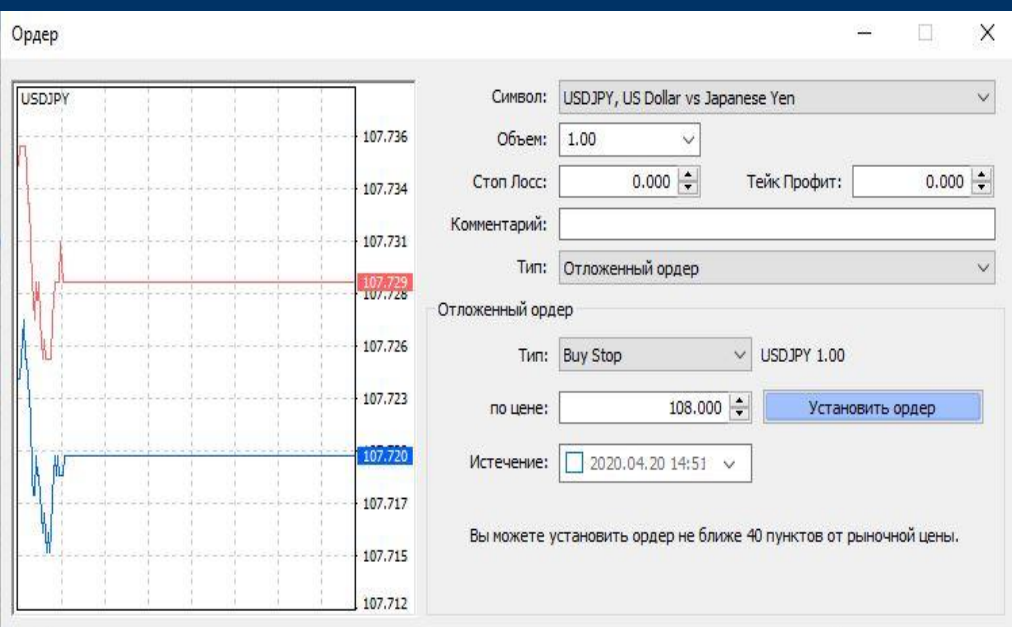 Ордер
USDJPY
107.736
107.734
107.731
107.729
107.728
107.726
107.723
107.720
107.717
107.715
107.712
Символ: USDJPY, US Dollar vs Japanese Yen
Объем: 1.00
Стоп Лосс: 0.000 Тейк Профит: 0.000
Комментарий:
Тип: Отложенный ордер
Отложенный ордер
Тип: Buy Stop USDJPY 1.00
по цене: 108.000 Установить ордер
Истечение: 2020.04.20 14:51
Вы можете установить ордер не ближе 40 пунктов от рыночной цены.